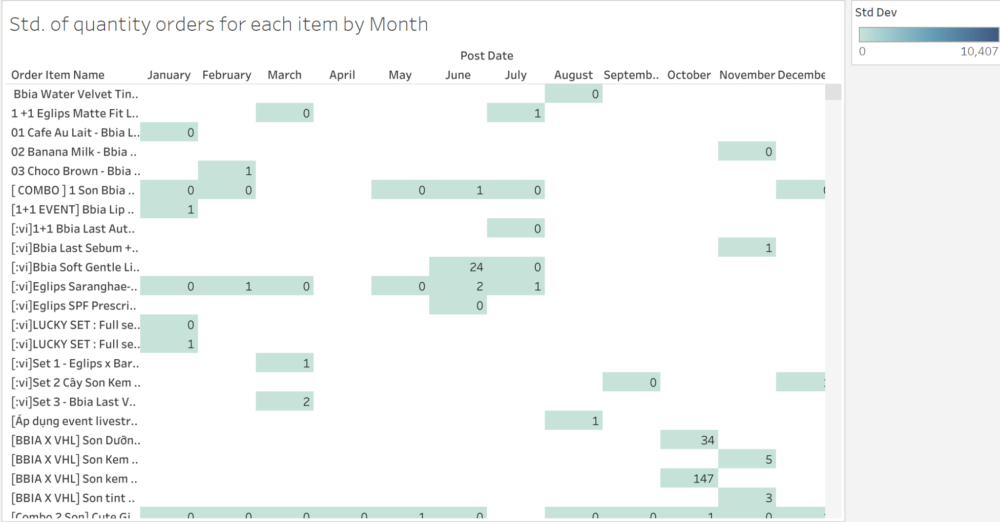 Std. of quantity orders for each item by Month
Std Dev
0 10,407
Post Date
Order Item Name January February March April May June July August Septemb.. October November Decembe
Bbia Water Velvet Tin.. 0
1 +1 Eglips Matte Fit L.. 0 1
01 Cafe Au Lait - Bbia L.. 0
02 Banana Milk - Bbia .. 0
03 Choco Brown - Bbia .. 1
[ COMBO ] 1 Son Bbia .. 0 0 0 1 0
[1+1 EVENT] Bbia Lip .. 1
[:vi]1+1 Bbia Last Aut.. 0
[:vi]Bbia Last Sebum +.. 1
[:vi]Bbia Soft Gentle Li.. 24 0
[:vi]Eglips Saranghae-.. 0 1 0 0 2 1
[:vi]Eglips SPF Prescri.. 0
[:vi]LUCKY SET : Full se.. 0
[:vi]LUCKY SET : Full se.. 1
[:vi]Set 1 - Eglips x Bar.. 1
[:vi]Set 2 Cây Son Kem .. 0
[:vi]Set 3 - Bbia Last V.. 2
[Áp dụng event livestr.. 1
[BBIA X VHL] Son Dưỡn.. 34
[BBIA X VHL] Son Kem .. 5
[BBIA X VHL] Son kem .. 147
[BBIA X VHL] Son tint .. 3
[Combo 2 Son] Cute Gi 0 0 0 0 1 0 0 0 1 0